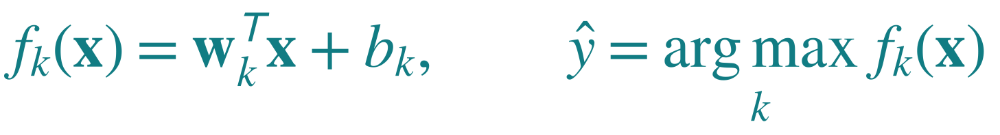 f_k(𝐱) = 𝐰_k^T 𝐱 + b_k,    ŷ = arg max_k f_k(𝐱)